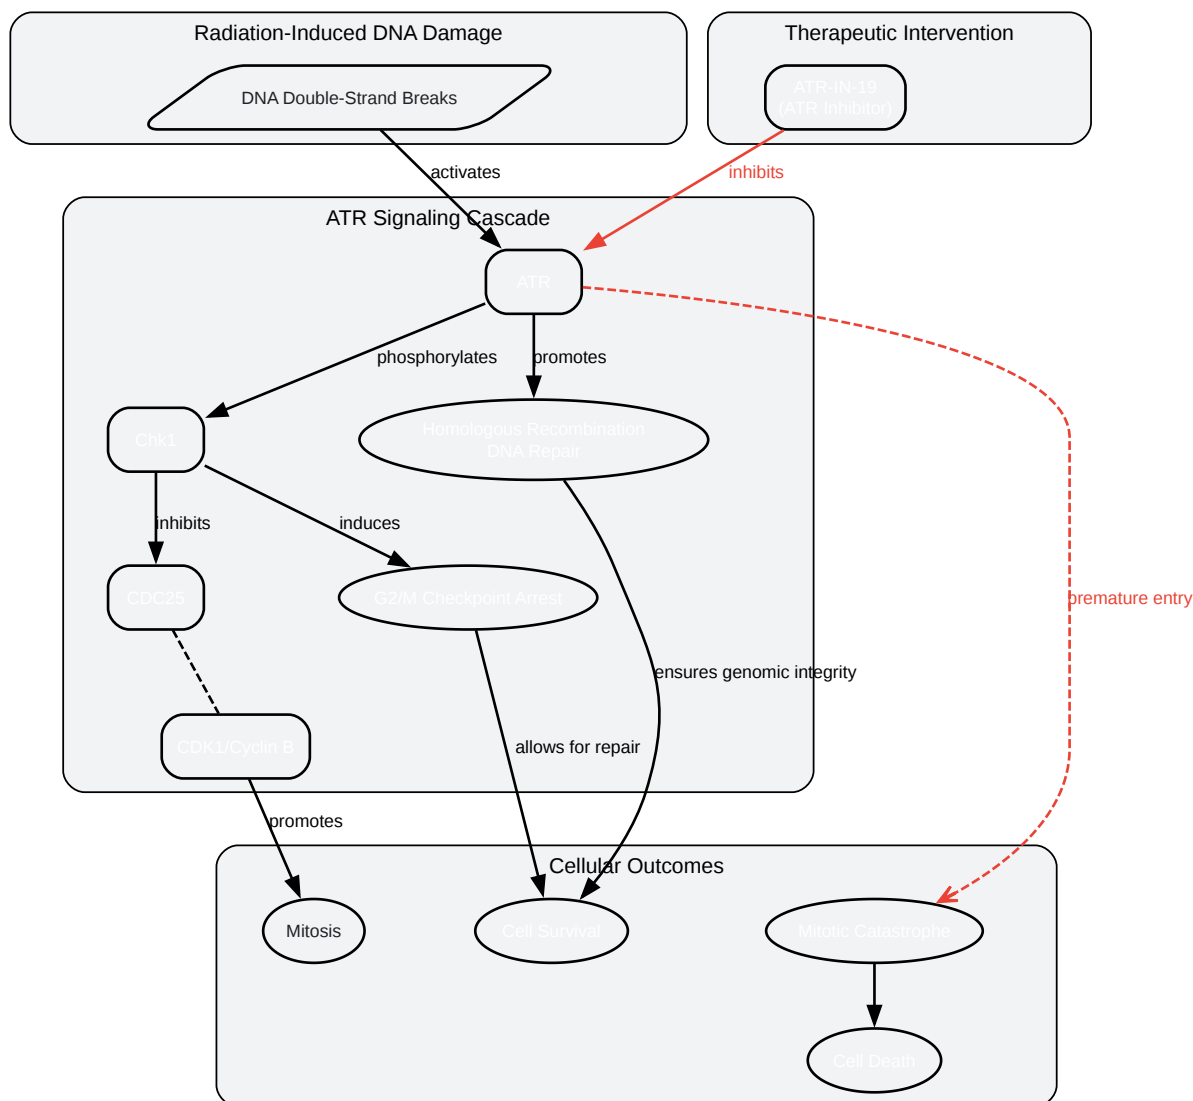 Radiation-Induced DNA Damage
Therapeutic Intervention
DNA Double-Strand Breaks
ATR-IN-19
(ATR Inhibitor)
activates
inhibits
ATR Signaling Cascade
ATR
phosphorylates
promotes
Chk1
Homologous Recombination
DNA Repair
inhibits
induces
CDC25
G2/M Checkpoint Arrest
premature entry
ensures genomic integrity
CDK1/Cyclin B
allows for repair
promotes
Cellular Outcomes
Mitosis
Cell Survival
Mitotic Catastrophe
Cell Death